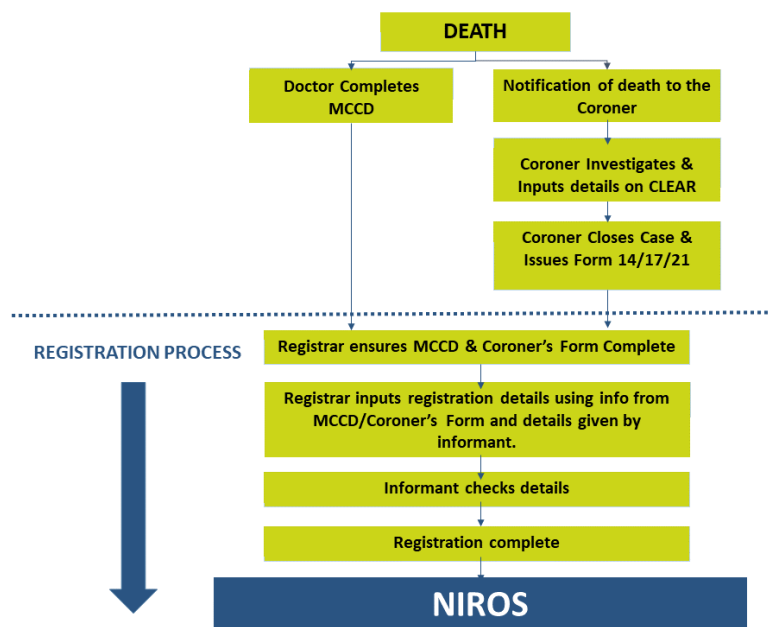 DEATH
Doctor Completes
MCCD
Notification of death to the
Coroner
Coroner Investigates &
Inputs details on CLEAR
Coroner Closes Case &
Issues Form 14/17/21
REGISTRATION PROCESS
Registrar ensures MCCD & Coroner's Form Complete
Registrar inputs registration details using info from
MCCD/Coroner's Form and details given by
informant.
Informant checks details
Registration complete
NIROS